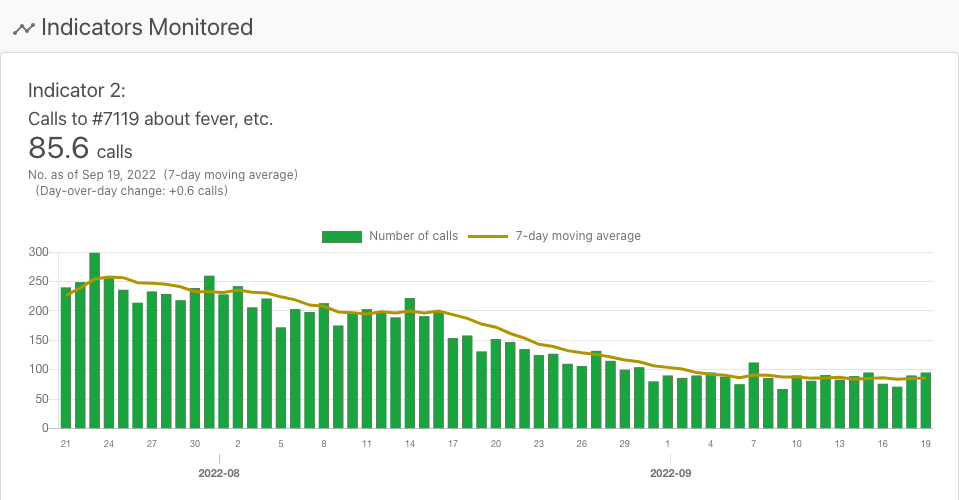 Indicators Monitored
Indicator 2:
Calls to #7119 about fever, etc.
85.6 calls
No. as of Sep 19, 2022 (7-day moving average)
(Day-over-day change: +0.6 calls)
Number of calls 7-day moving average
300
250
200
150
100
50
0
21 24 27 30 2 5 8 11 14 17 20 23 26 29 1 4 7 10 13 16 19
2022-08 2022-09